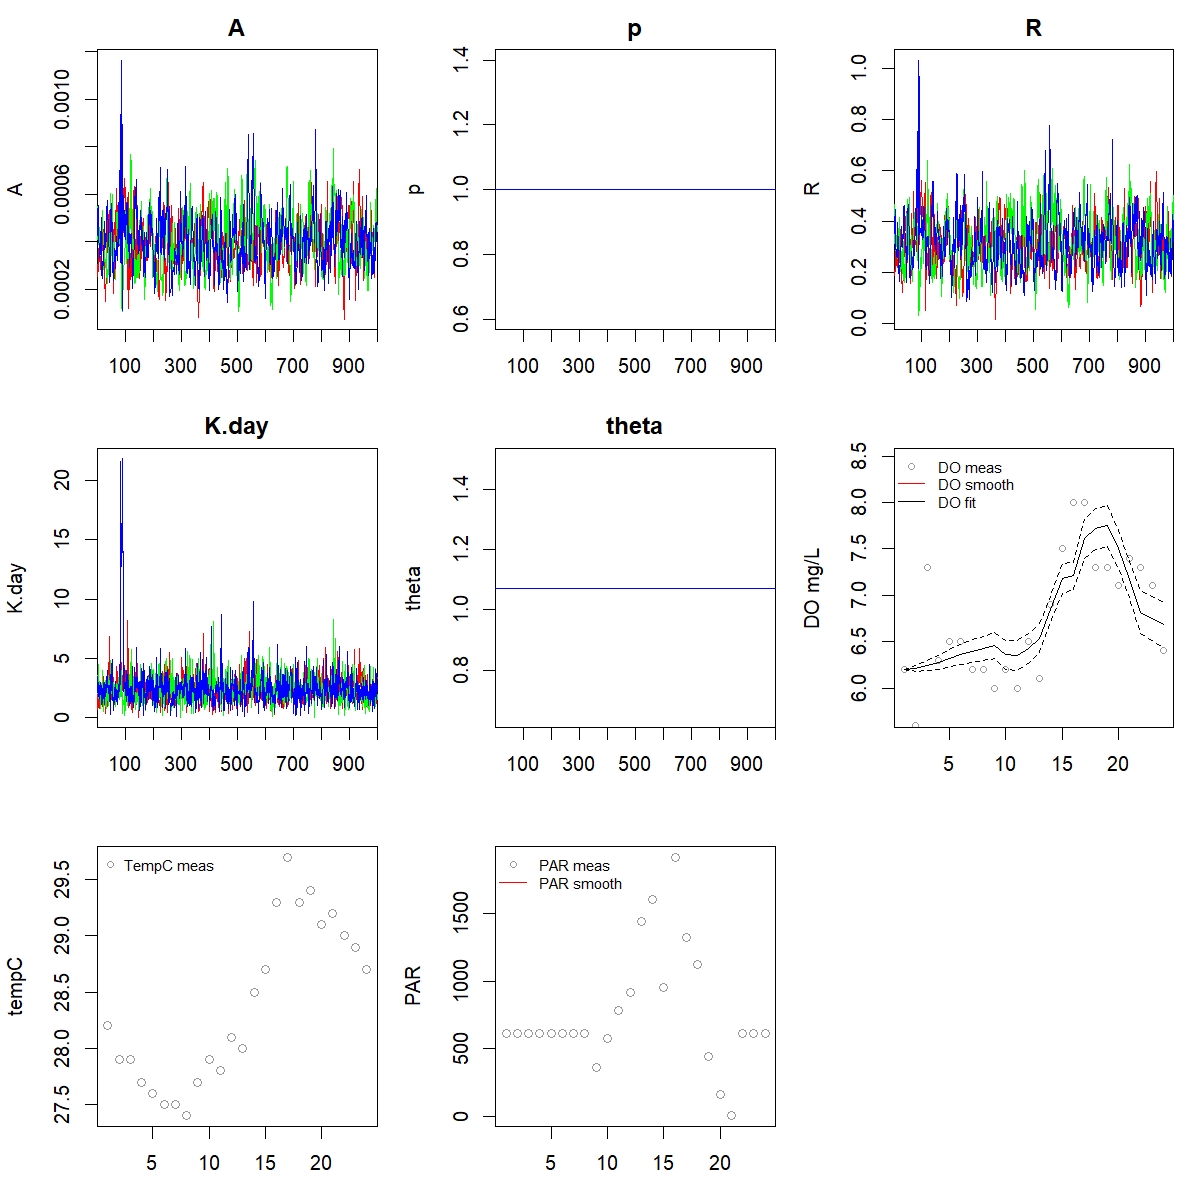 A
A
0.0002 0.0006 0.0010
100 300 500 700 900
p
p
0.6 0.8 1.0 1.2 1.4
100 300 500 700 900
R
R
0.0 0.2 0.4 0.6 0.8 1.0
100 300 500 700 900
K.day
K.day
0 5 10 15 20
100 300 500 700 900
theta
theta
0.8 1.0 1.2 1.4
100 300 500 700 900
DO mg/L
6.0 6.5 7.0 7.5 8.0 8.5
DO meas
DO smooth
DO fit
5 10 15 20
tempC
27.5 28.0 28.5 29.0 29.5
TempC meas
5 10 15 20
PAR
0 500 1000 1500
PAR meas
PAR smooth
5 10 15 20